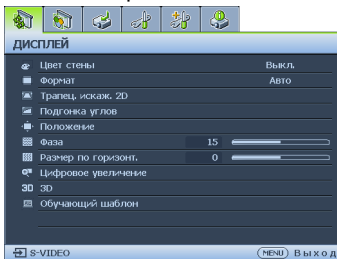 ДИСПЛЕЙ
Цвет стены Выкл.
Формат Авто
Трапец. искаж. 2D
Подгонка углов
Положение
Фаза 15
Размер по горизонт. 0
Цифровое увеличение
3D 3D
Обучающий шаблон
S-VIDEO MENU Выход